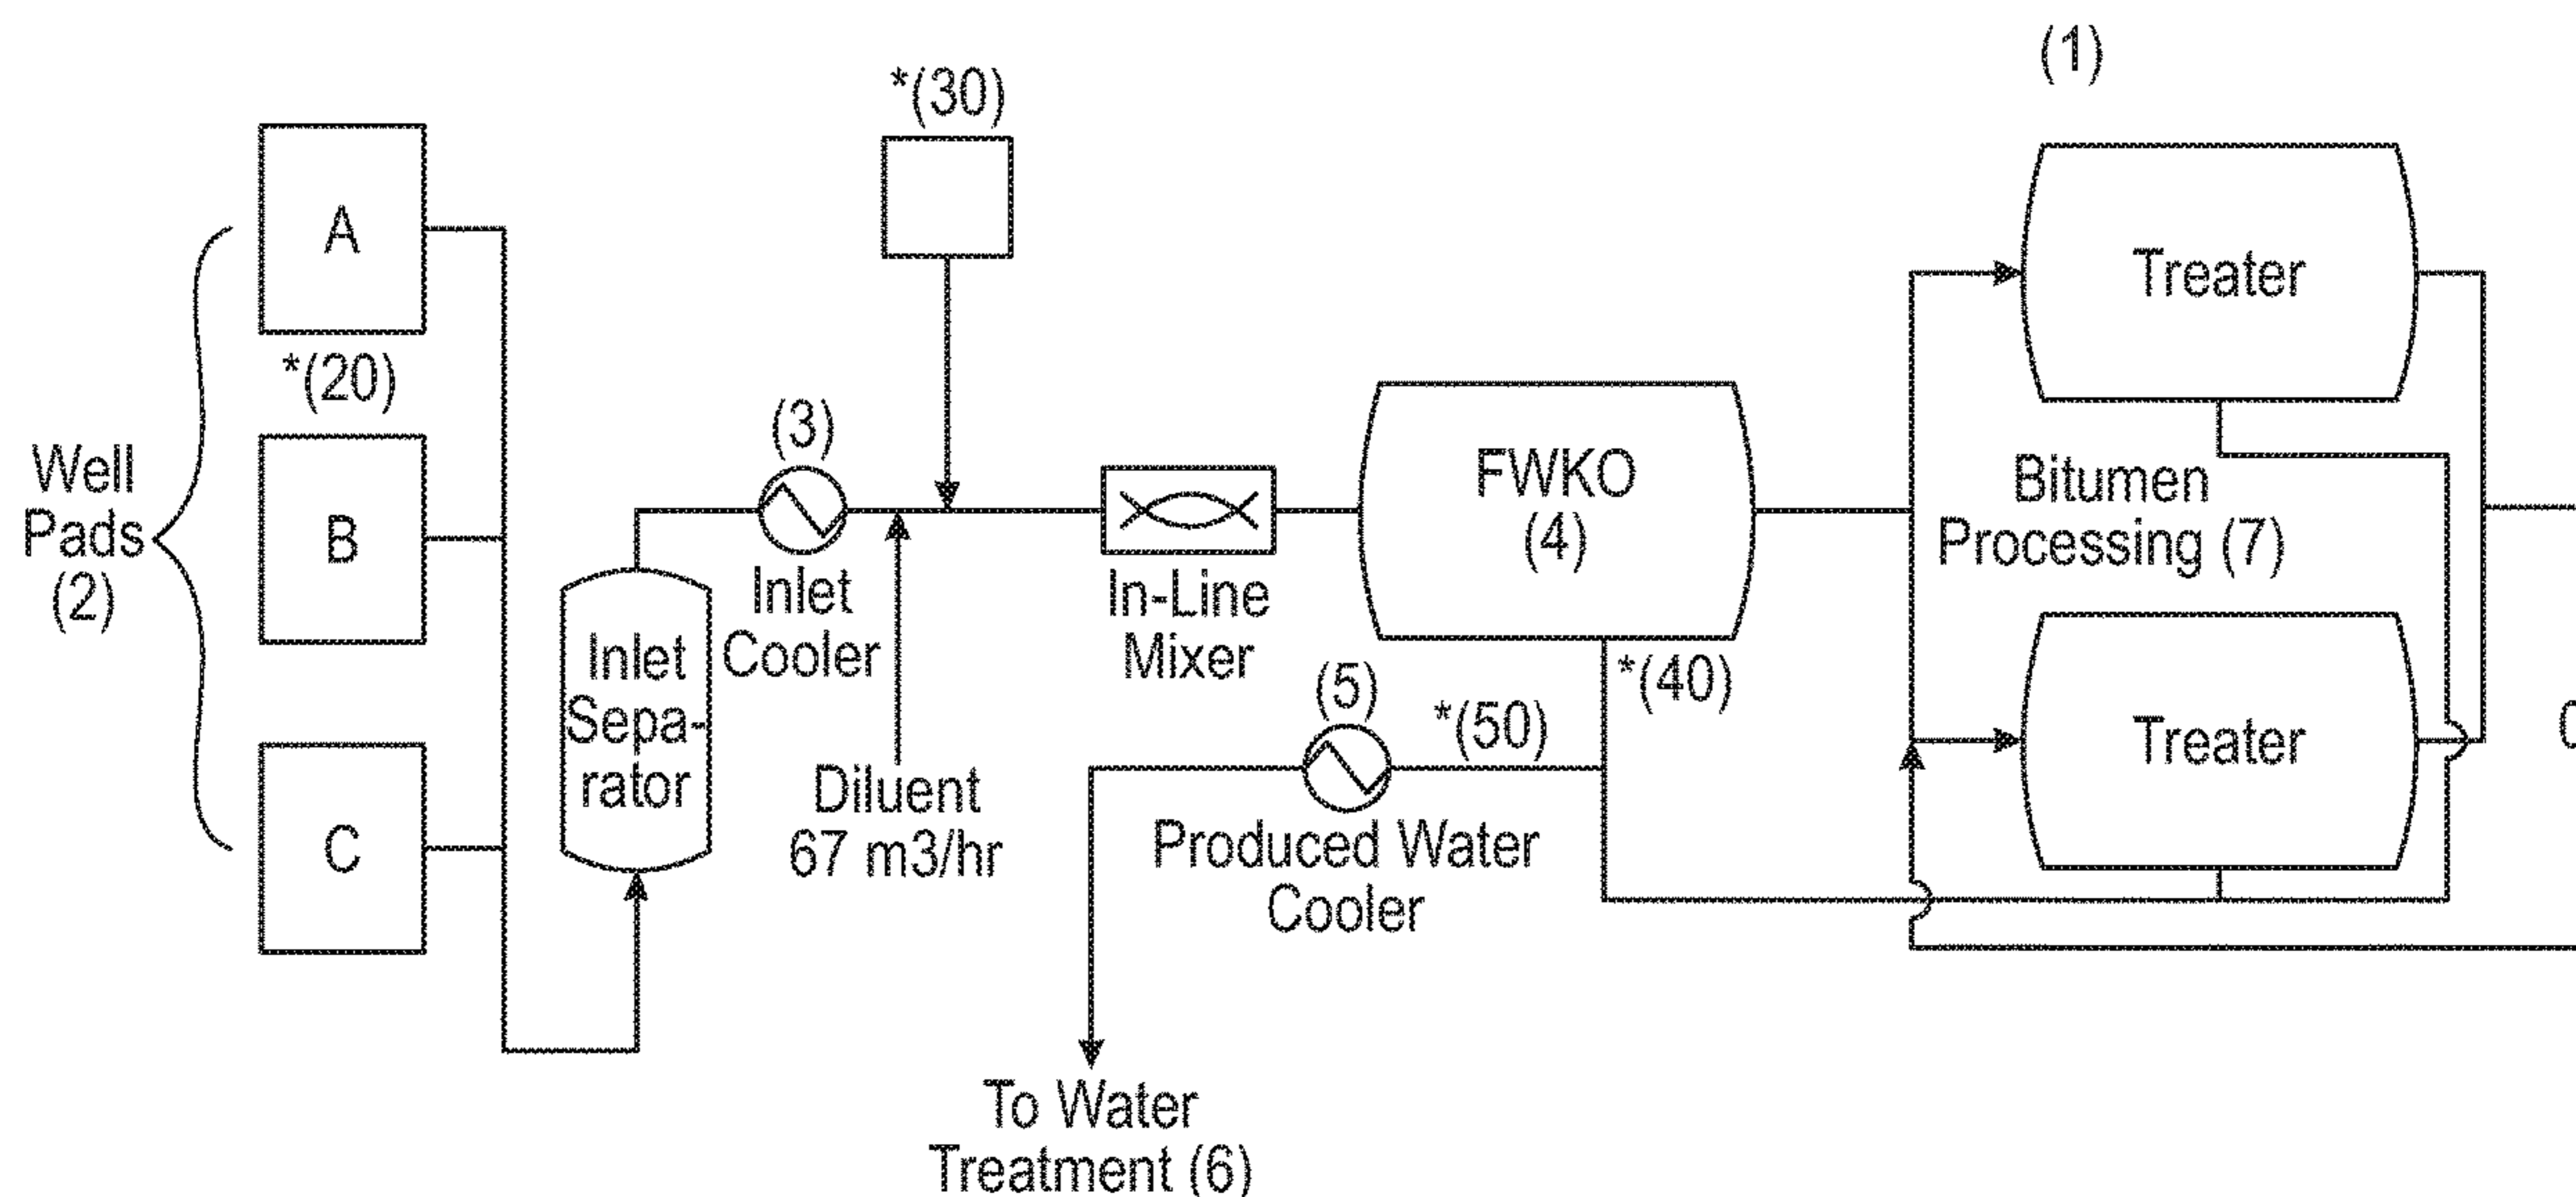 (1)
*(30)
A
*(20)
Well
Pads
(2)
B
C
Inlet
Sepa-
rator
(3)
Inlet
Cooler
Diluent
67 m3/hr
In-Line
Mixer
FWKO
(4)
*(40)
*(50)
(5)
Produced Water
Cooler
To Water
Treatment (6)
Treater
Bitumen
Processing (7)
Treater